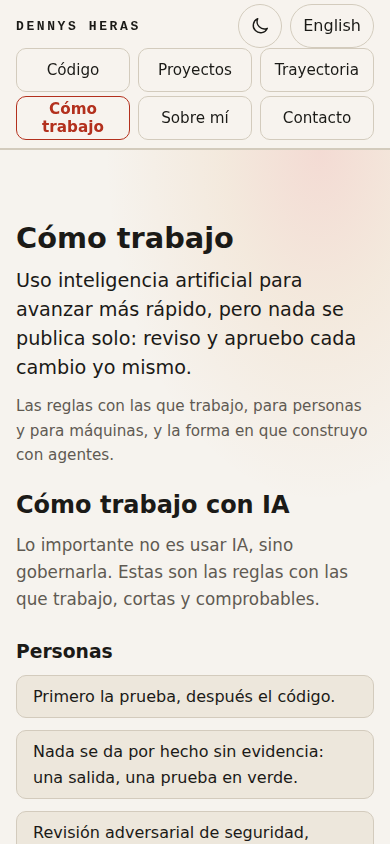 DENNYS HERAS
English
Código
Proyectos
Trayectoria
Cómo
trabajo
Sobre mí
Contacto
Cómo trabajo
Uso inteligencia artificial para
avanzar más rápido, pero nada se
publica solo: reviso y apruebo cada
cambio yo mismo.
Las reglas con las que trabajo, para personas
y para máquinas, y la forma en que construyo
con agentes.
Cómo trabajo con IA
Lo importante no es usar IA, sino
gobernarla. Estas son las reglas con las
que trabajo, cortas y comprobables.
Personas
Primero la prueba, después el código.
Nada se da por hecho sin evidencia:
una salida, una prueba en verde.
Revisión adversarial de seguridad,